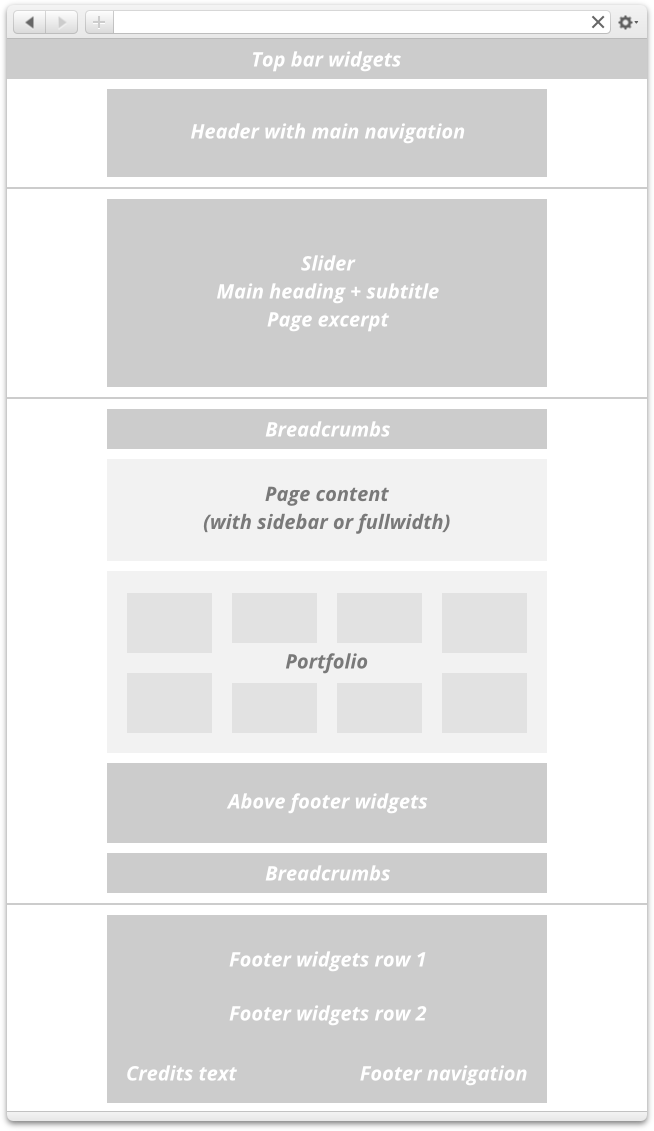 Top bar widgets
Header with main navigation
Slider
Main heading + subtitle
Page excerpt
Breadcrumbs
Page content
(with sidebar or fullwidth)
Portfolio
Above footer widgets
Breadcrumbs
Footer widgets row 1
Footer widgets row 2
Credits text
Footer navigation